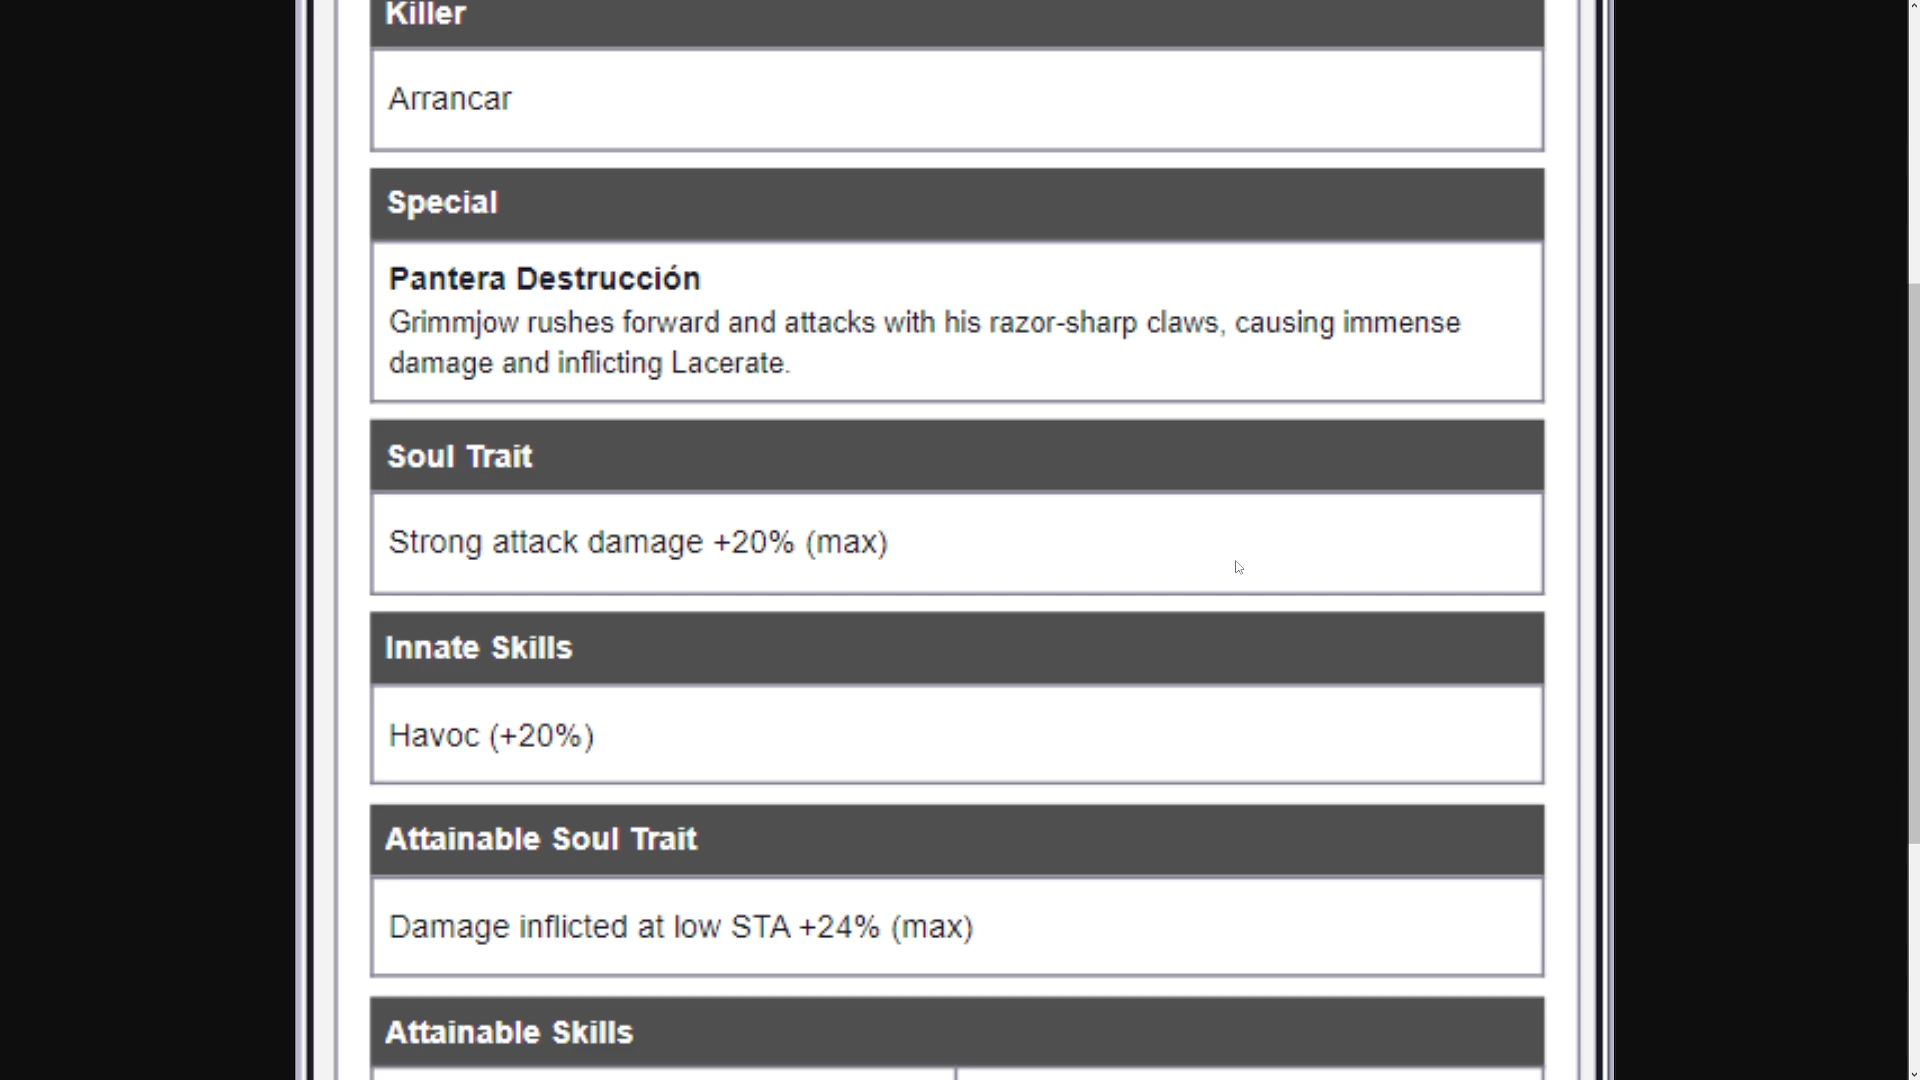 Killer
Arrancar
Special
Pantera Destrucción
Grimmjow rushes forward and attacks with his razor-sharp claws, causing immense
damage and inflicting Lacerate.
Soul Trait
Strong attack damage +20% (max)
Innate Skills
Havoc (+20%)
Attainable Soul Trait
Damage inflicted at low STA +24% (max)
Attainable Skills